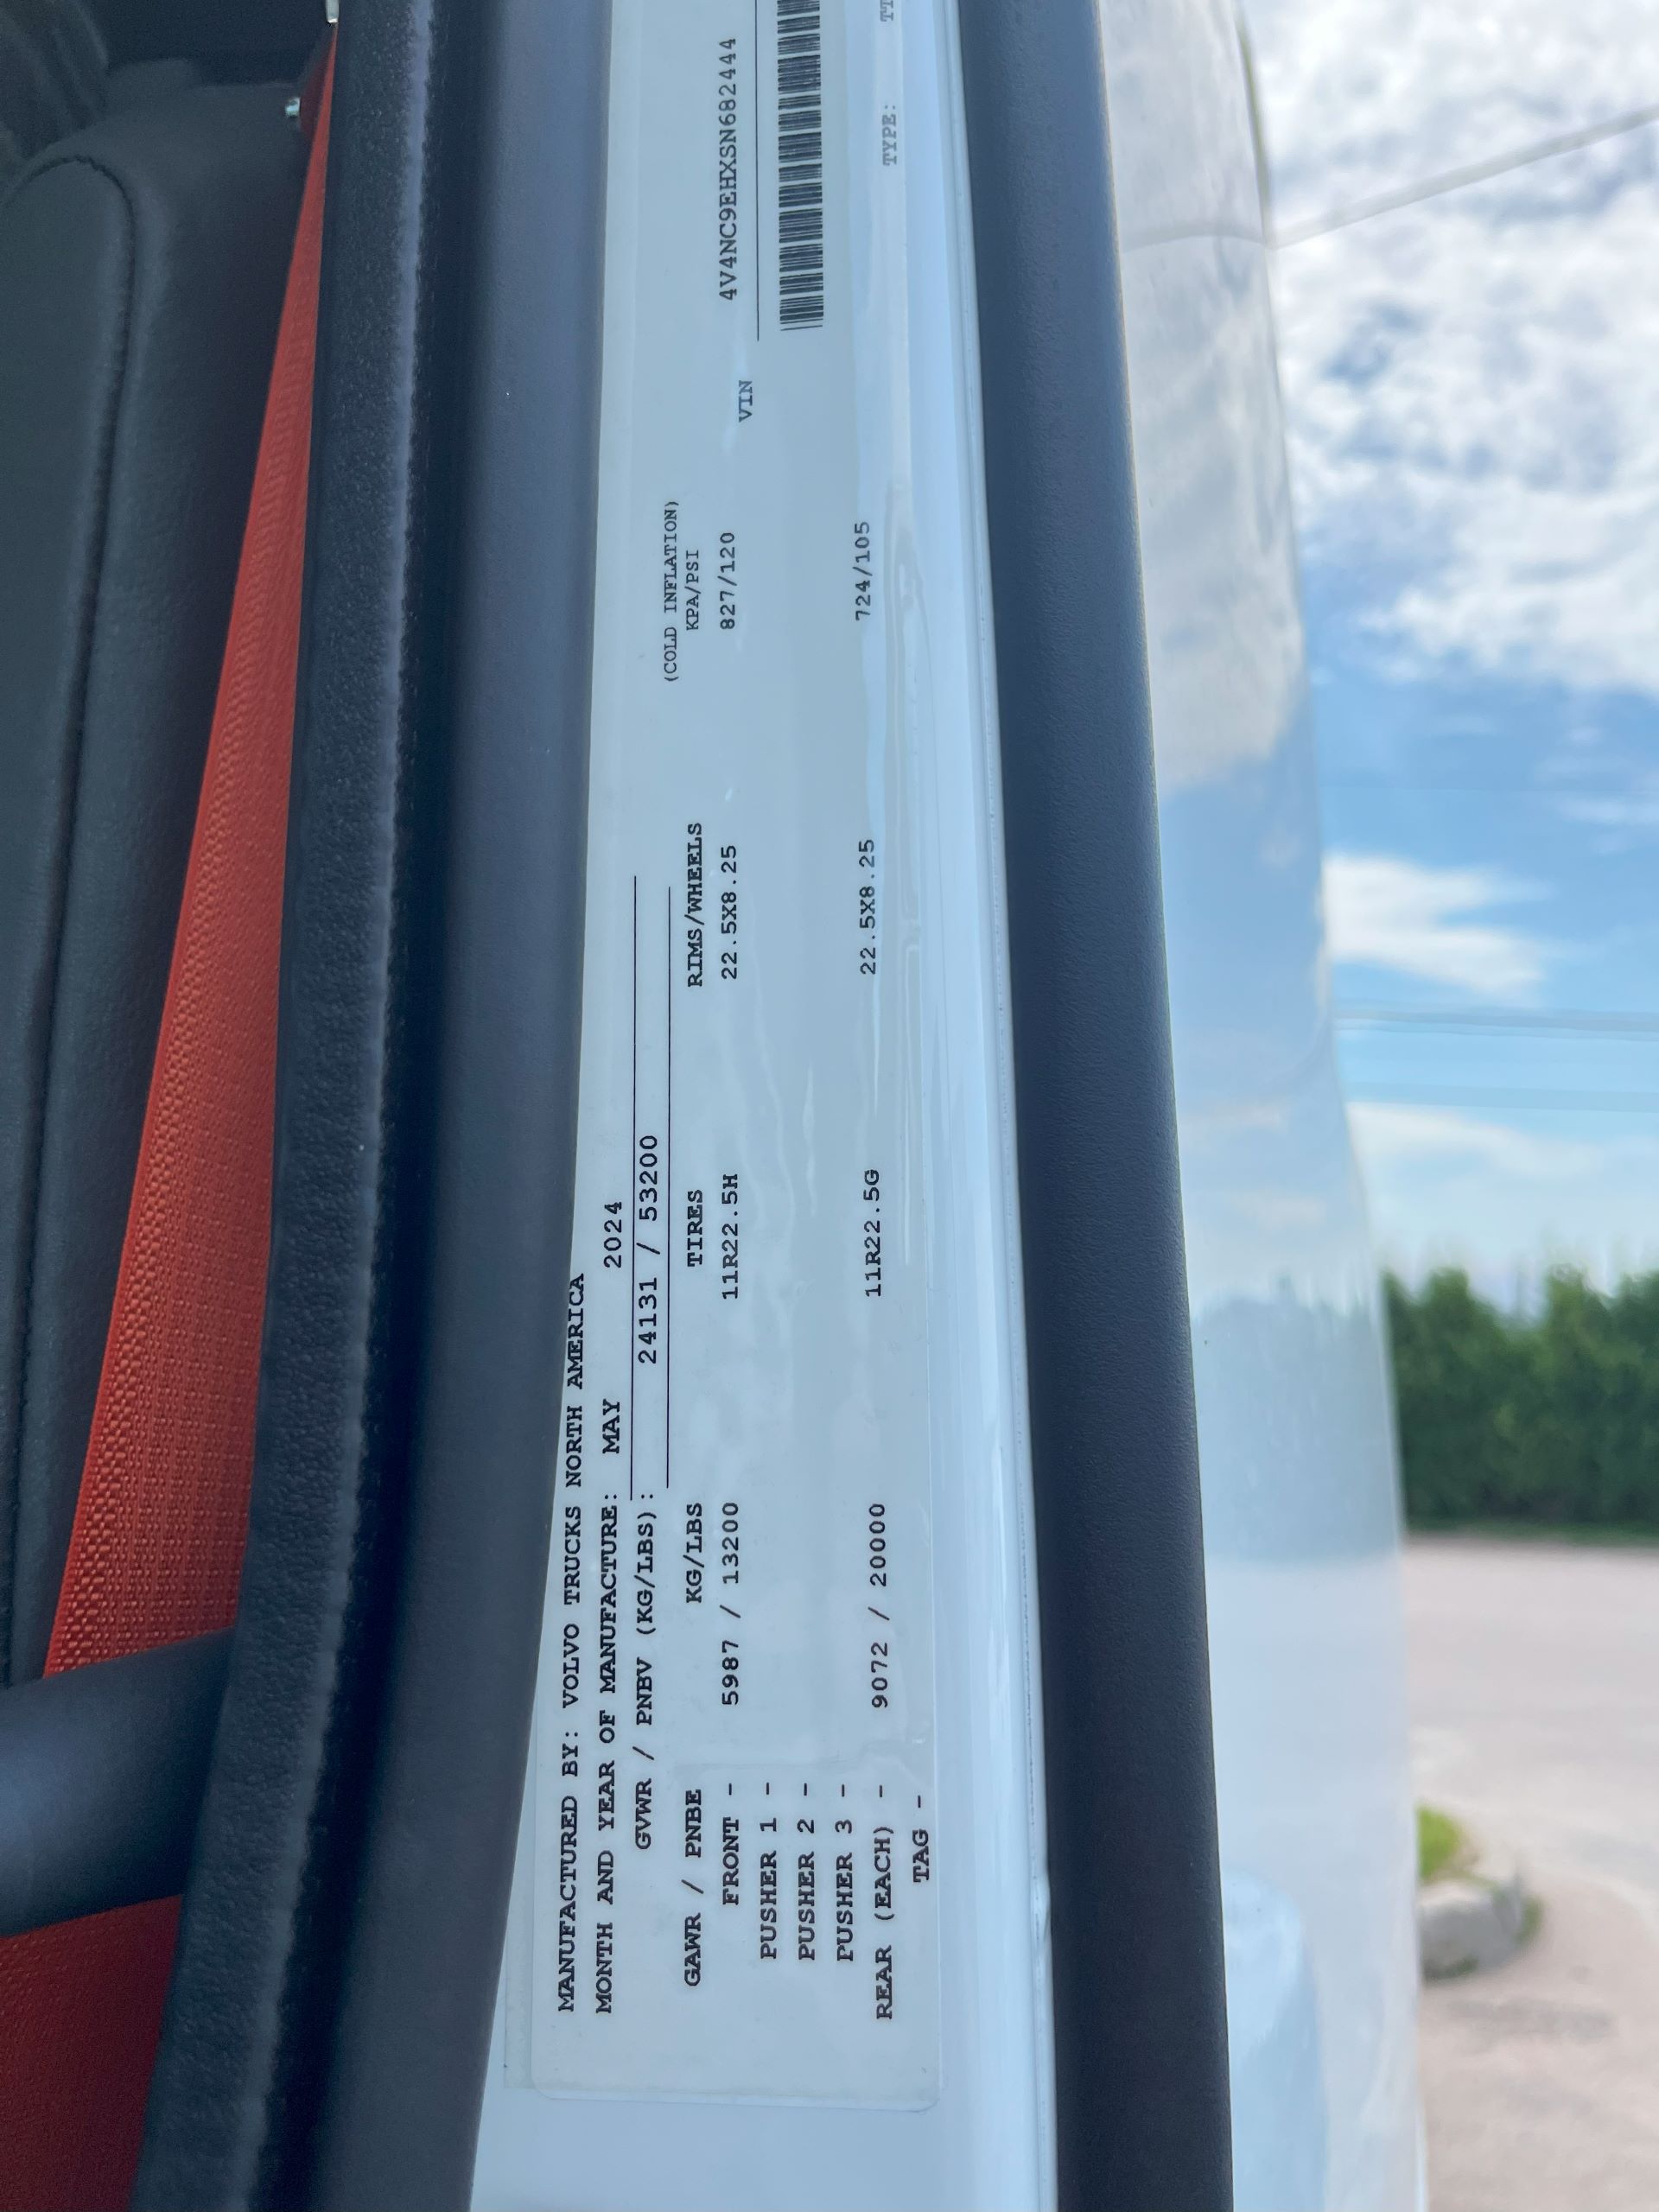 MANUFACTURED BY: VOLVO TRUCKS NORTH AMERICA
MONTH AND YEAR OF MANUFACTURE: MAY 2024
GVWR / PNBV (KG/LBS): 24131 / 53200
(COLD INFLATION)
GAWR / PNBE KG/LBS TIRES RIMS/WHEELS KPA/PSI
FRONT - 5987 / 13200 11R22.5H 22.5X8.25 827/120
VIN 4V4NC9EHXSN682444
PUSHER 1 -
PUSHER 2 -
PUSHER 3 -
REAR (EACH) - 9072 / 20000 11R22.5G 22.5X8.25 724/105
TYPE:
TAG -